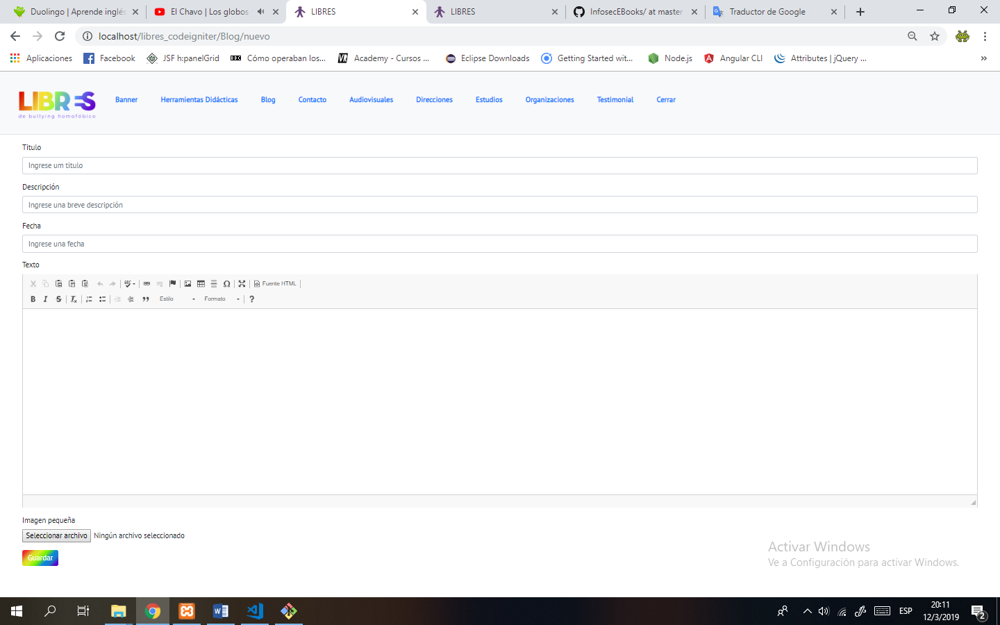 Duolingo | Aprende inglés
El Chavo | Los globos
LIBRES
LIBRES
InfosecEBooks/ at master
Traductor de Google
localhost/libres_codeigniter/Blog/nuevo
Aplicaciones
Facebook
JSF h:panelGrid
BBC
Cómo operaban los...
Academy - Cursos ...
Eclipse Downloads
Getting Started wit...
Node.js
Angular CLI
Attributes | jQuery ...
LIBRES
de bullying homofóbico
Banner
Herramientas Didácticas
Blog
Contacto
Audiovisuales
Direcciones
Estudios
Organizaciones
Testimonial
Cerrar
Titulo
Ingrese um título
Descripción
Ingrese una breve descripción
Fecha
Ingrese una fecha
Texto
Fuente HTML
Estilo
Formato
Imagen pequeña
Seleccionar archivo Ningún archivo seleccionado
Guardar
Activar Windows
Ve a Configuración para activar Windows.
ESP
20:11
12/3/2019
2